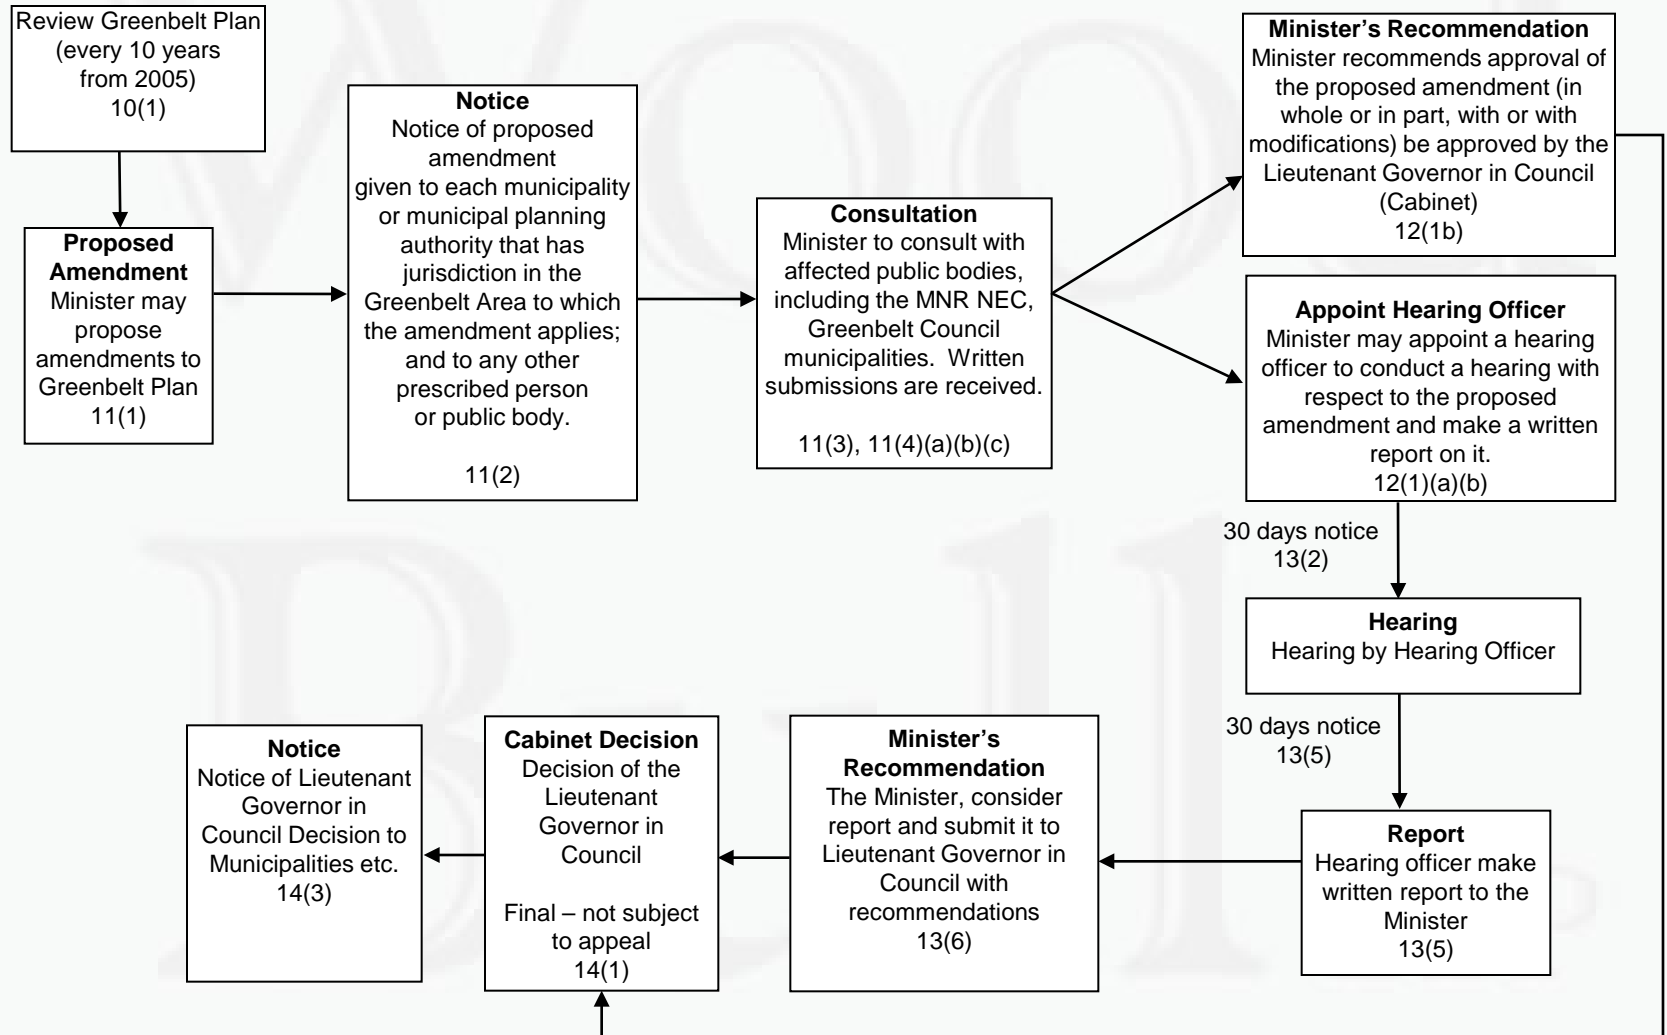 Review Greenbelt Plan
(every 10 years
from 2005)
10(1)
Proposed
Amendment
Minister may
propose
amendments to
Greenbelt Plan
11(1)
Notice
Notice of proposed
amendment
given to each municipality
or municipal planning
authority that has
jurisdiction in the
Greenbelt Area to which
the amendment applies;
and to any other
prescribed person
or public body.
11(2)
Consultation
Minister to consult with
affected public bodies,
including the MNR NEC,
Greenbelt Council
municipalities. Written
submissions are received.
11(3), 11(4)(a)(b)(c)
Minister’s Recommendation
Minister recommends approval of
the proposed amendment (in
whole or in part, with or with
modifications) be approved by the
Lieutenant Governor in Council
(Cabinet)
12(1b)
Appoint Hearing Officer
Minister may appoint a hearing
officer to conduct a hearing with
respect to the proposed
amendment and make a written
report on it.
12(1)(a)(b)
30 days notice
13(2)
Hearing
Hearing by Hearing Officer
30 days notice
13(5)
Report
Hearing officer make
written report to the
Minister
13(5)
Minister’s
Recommendation
The Minister, consider
report and submit it to
Lieutenant Governor in
Council with
recommendations
13(6)
Cabinet Decision
Decision of the
Lieutenant
Governor in
Council
Final – not subject
to appeal
14(1)
Notice
Notice of Lieutenant
Governor in
Council Decision to
Municipalities etc.
14(3)